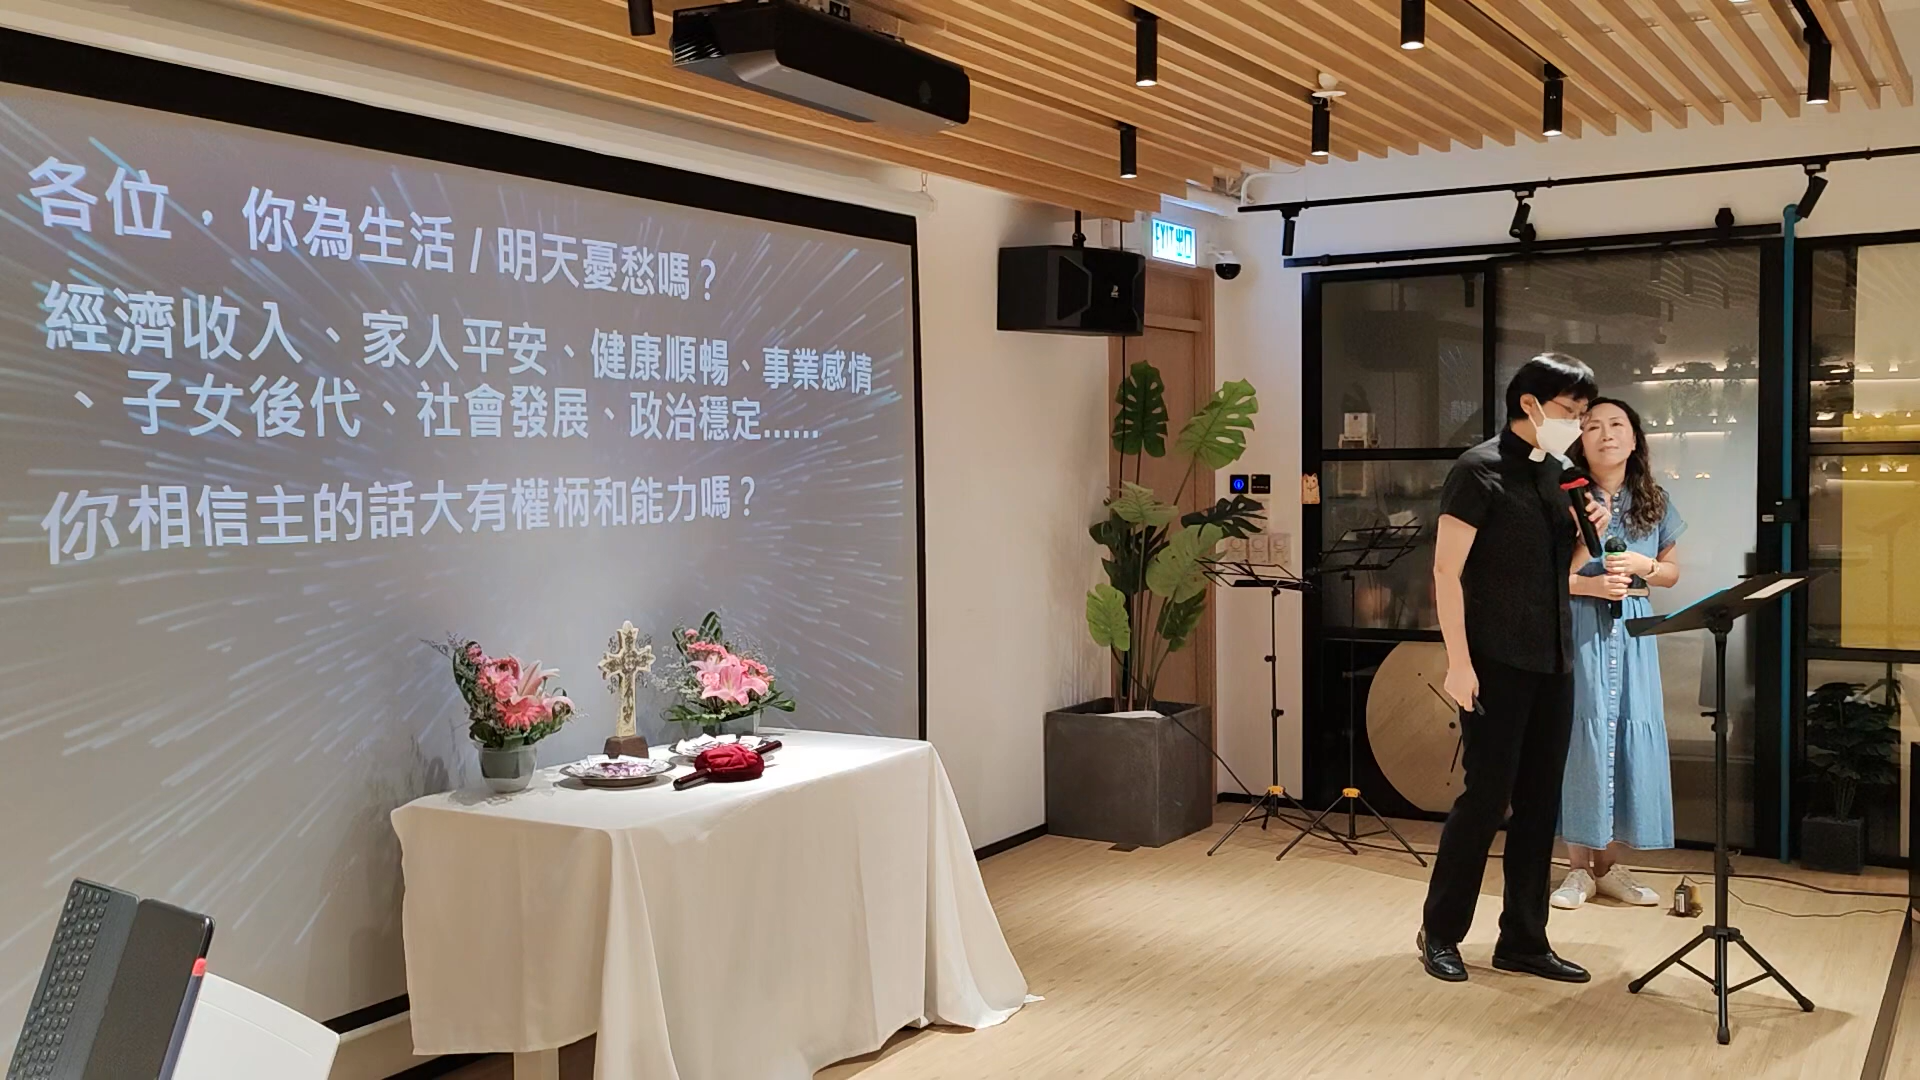 各位，你為生活 / 明天憂愁嗎？
經濟收入、家人平安、健康順暢、事業感情
、子女後代、社會發展、政治穩定......
你相信主的話大有權柄和能力嗎？
EXIT 出口